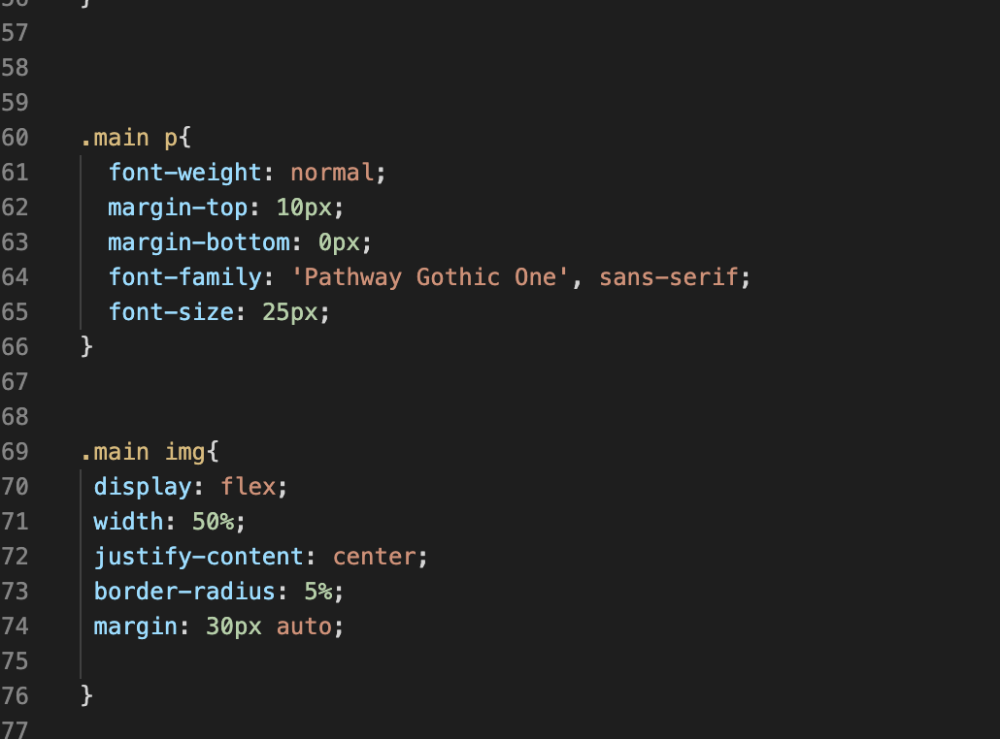 56 }
57
58
59
60 .main p{
61 font-weight: normal;
62 margin-top: 10px;
63 margin-bottom: 0px;
64 font-family: 'Pathway Gothic One', sans-serif;
65 font-size: 25px;
66 }
67
68
69 .main img{
70 display: flex;
71 width: 50%;
72 justify-content: center;
73 border-radius: 5%;
74 margin: 30px auto;
75
76 }
77